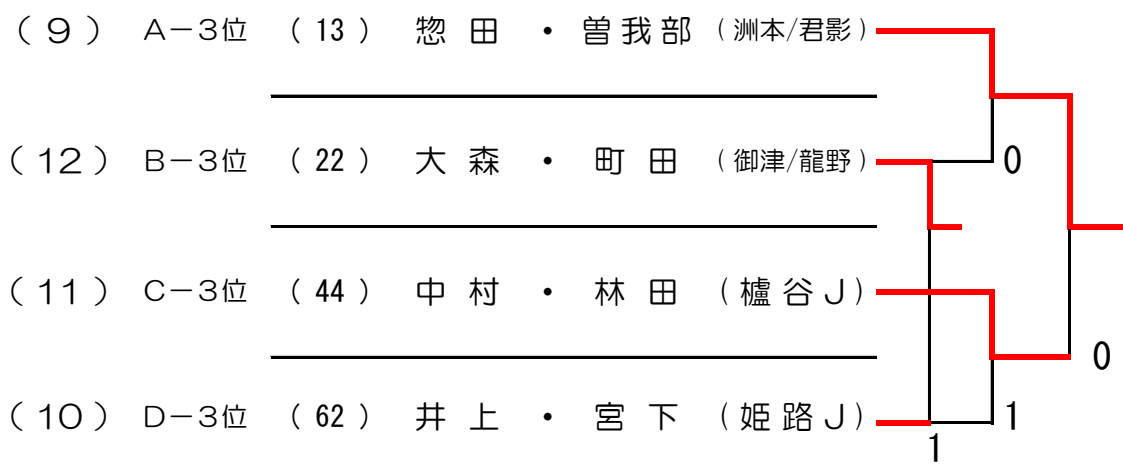 （９） Ａ－３位 （ 13 ） 惣 田 ・ 曽我部 （ 洲本/君影 ）
（12） Ｂ－３位 （ 22 ） 大 森 ・ 町 田 （ 御津/龍野 ） 0
（11） Ｃ－３位 （ 44 ） 中 村 ・ 林 田 （ 櫨 谷 Ｊ ）
0
（10） Ｄ－３位 （ 62 ） 井 上 ・ 宮 下 （ 姫 路 Ｊ ） 1
1